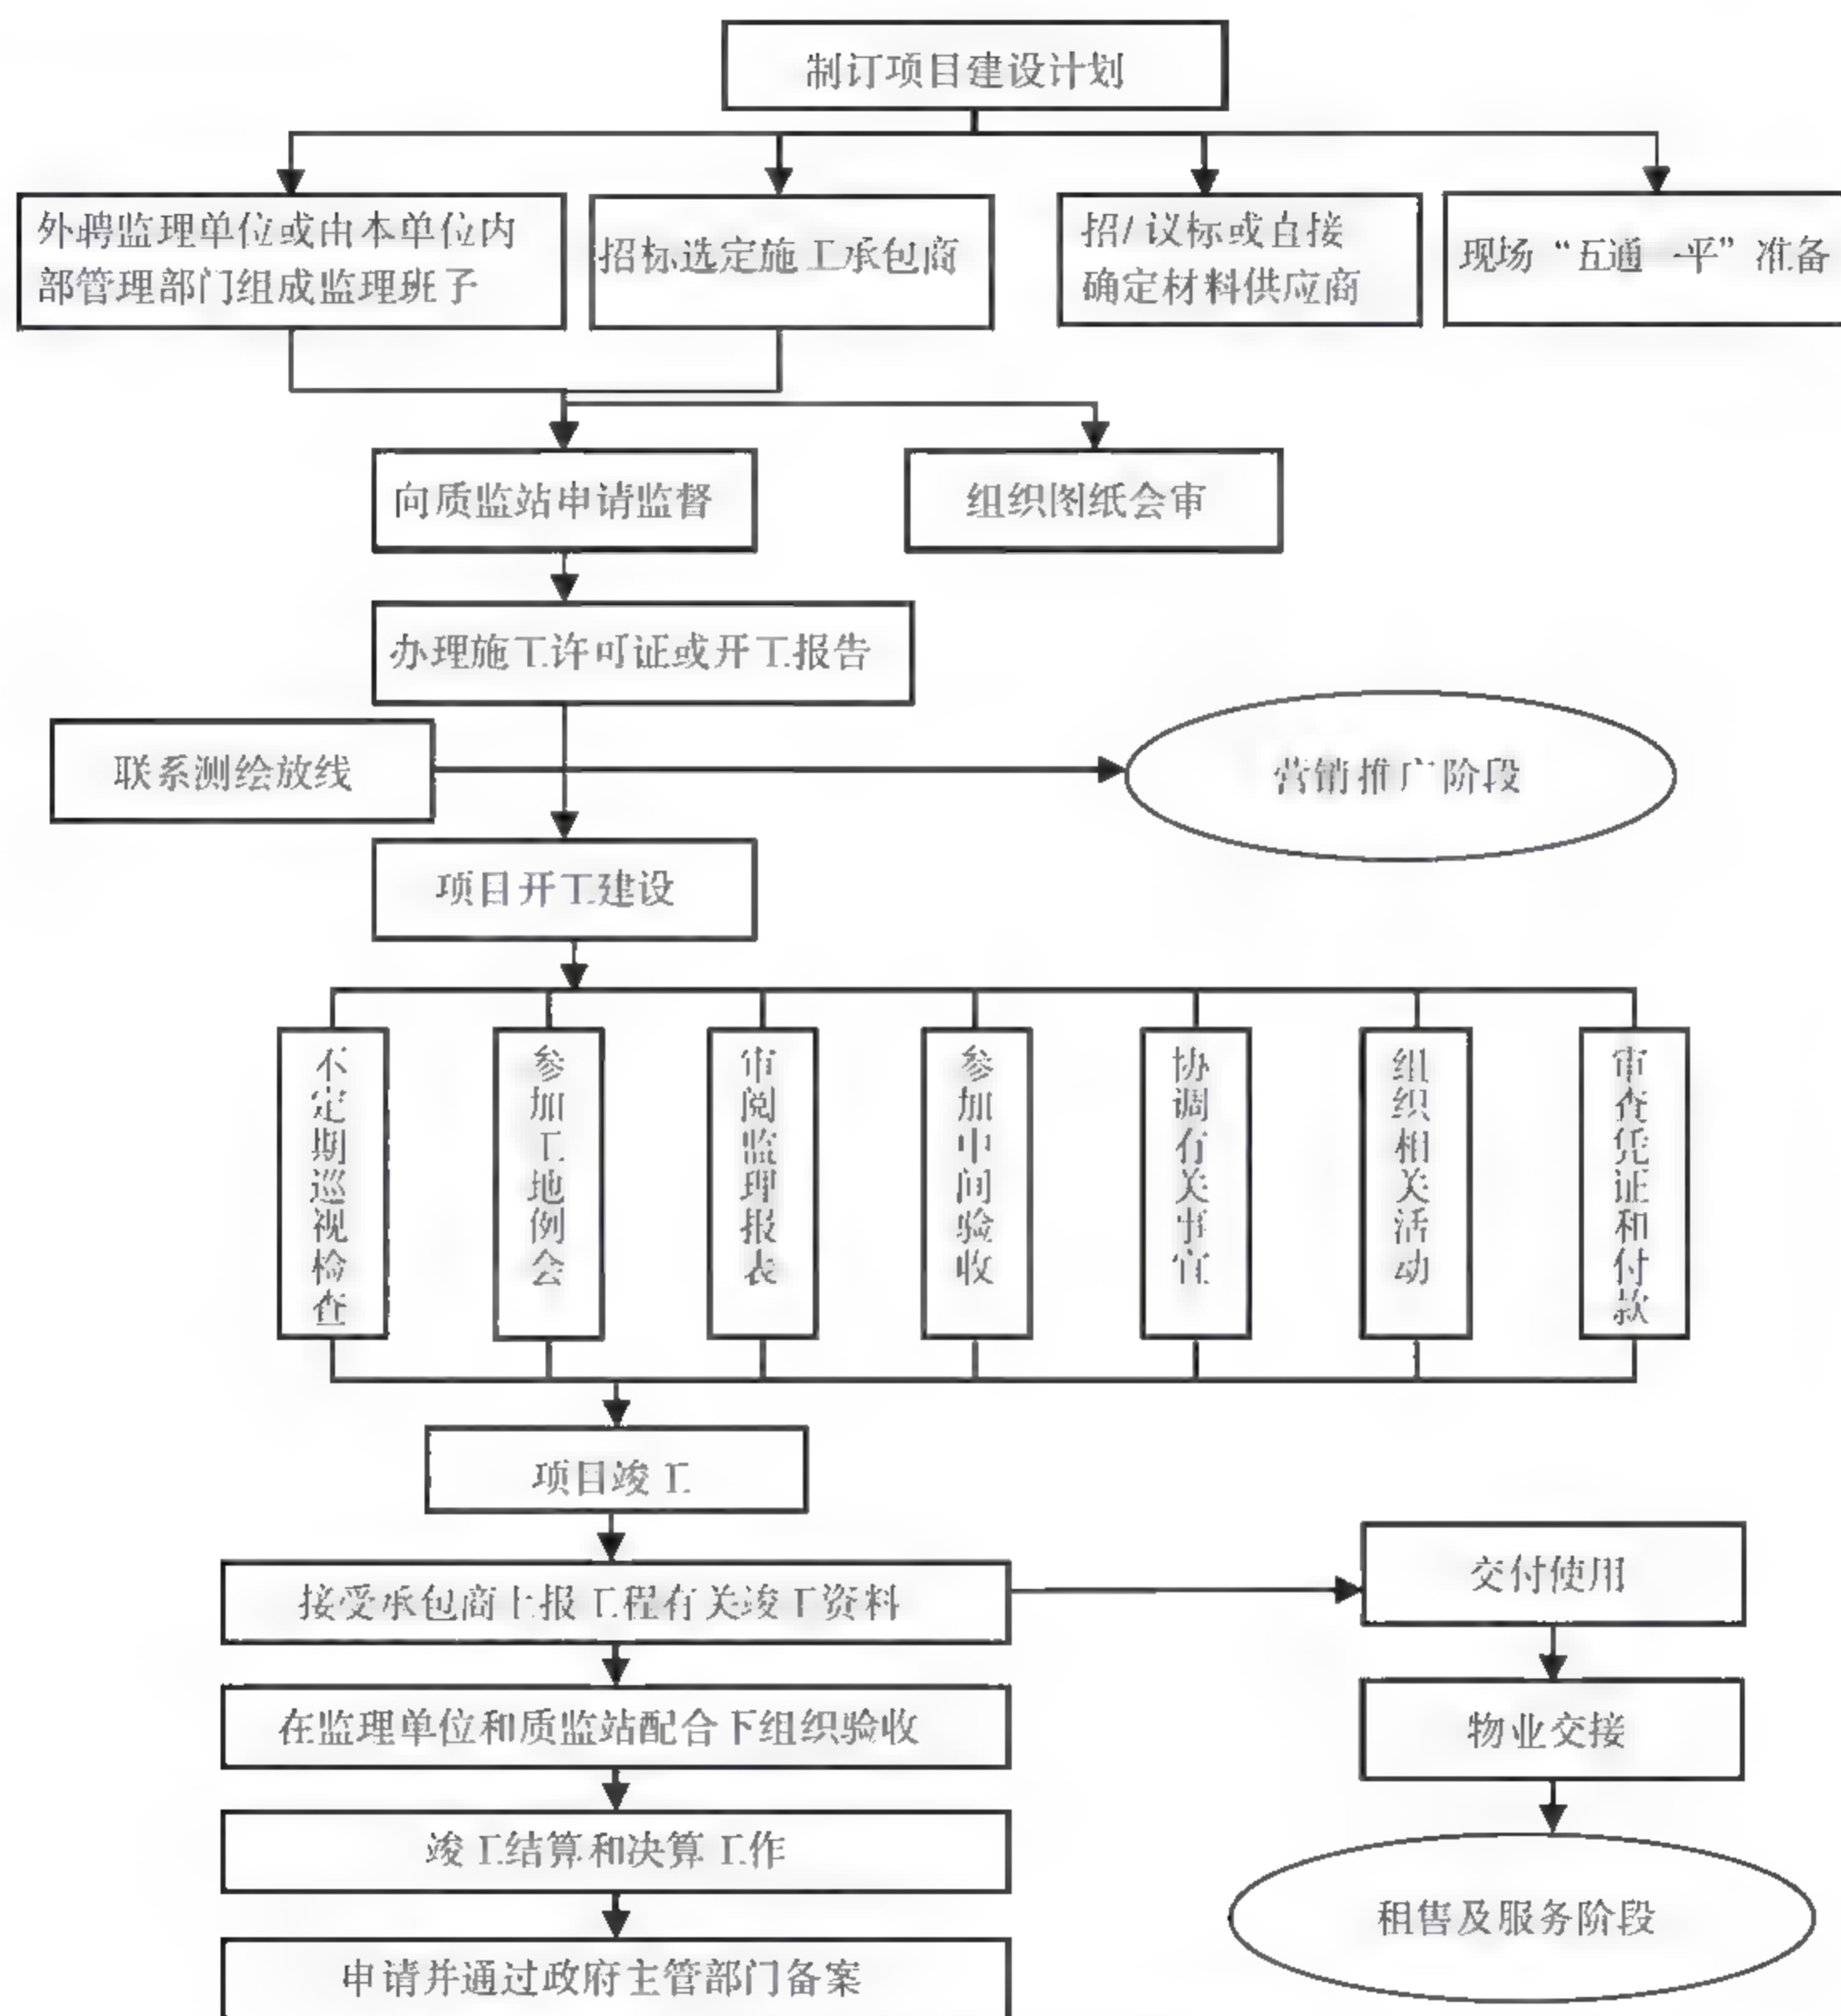 制订项目建设计划
外聘监理单位或由本单位内
部管理部门组成监理班子
招标选定施工承包商
招/议标或直接
确定材料供应商
现场“五通一平”准备
向质监站申请监督
组织图纸会审
办理施工许可证或开工报告
联系测绘放线
营销推广阶段
项目开工建设
不定期巡视检查
参加工地例会
审阅监理报表
参加中间验收
协调有关事宜
组织相关活动
审查凭证和付款
项目竣工
接受承包商上报工程有关竣工资料
交付使用
在监理单位和质监站配合下组织验收
物业交接
竣工结算和决算工作
租售及服务阶段
申请并通过政府主管部门备案